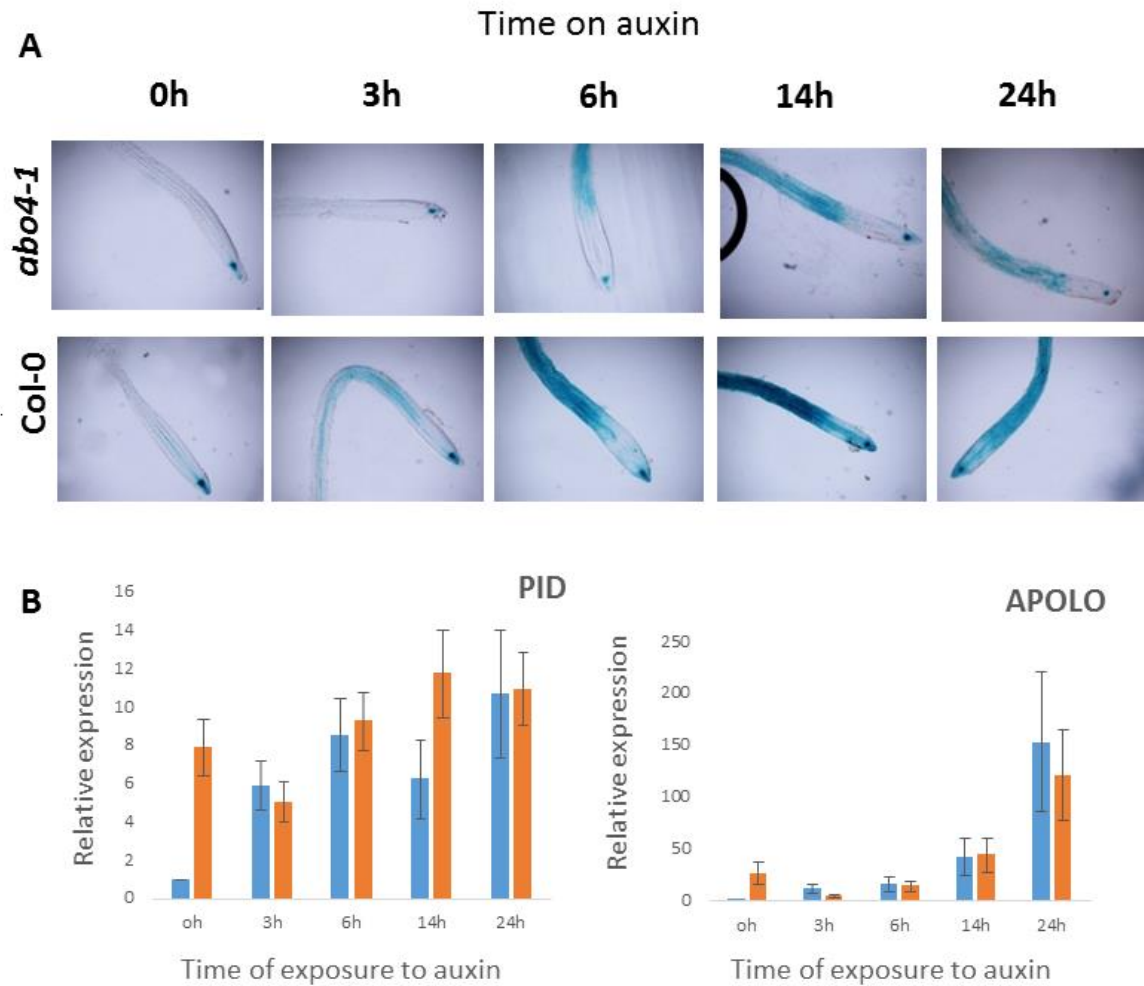 Time on auxin
A
0h 3h 6h 14h 24h
abo4-1
Col-0
B
PID
Relative expression
16
14
12
10
8
6
4
2
0
oh 3h 6h 14h 24h
Time of exposure to auxin
APOLO
Relative expression
250
200
150
100
50
0
oh 3h 6h 14h 24h
Time of exposure to auxin